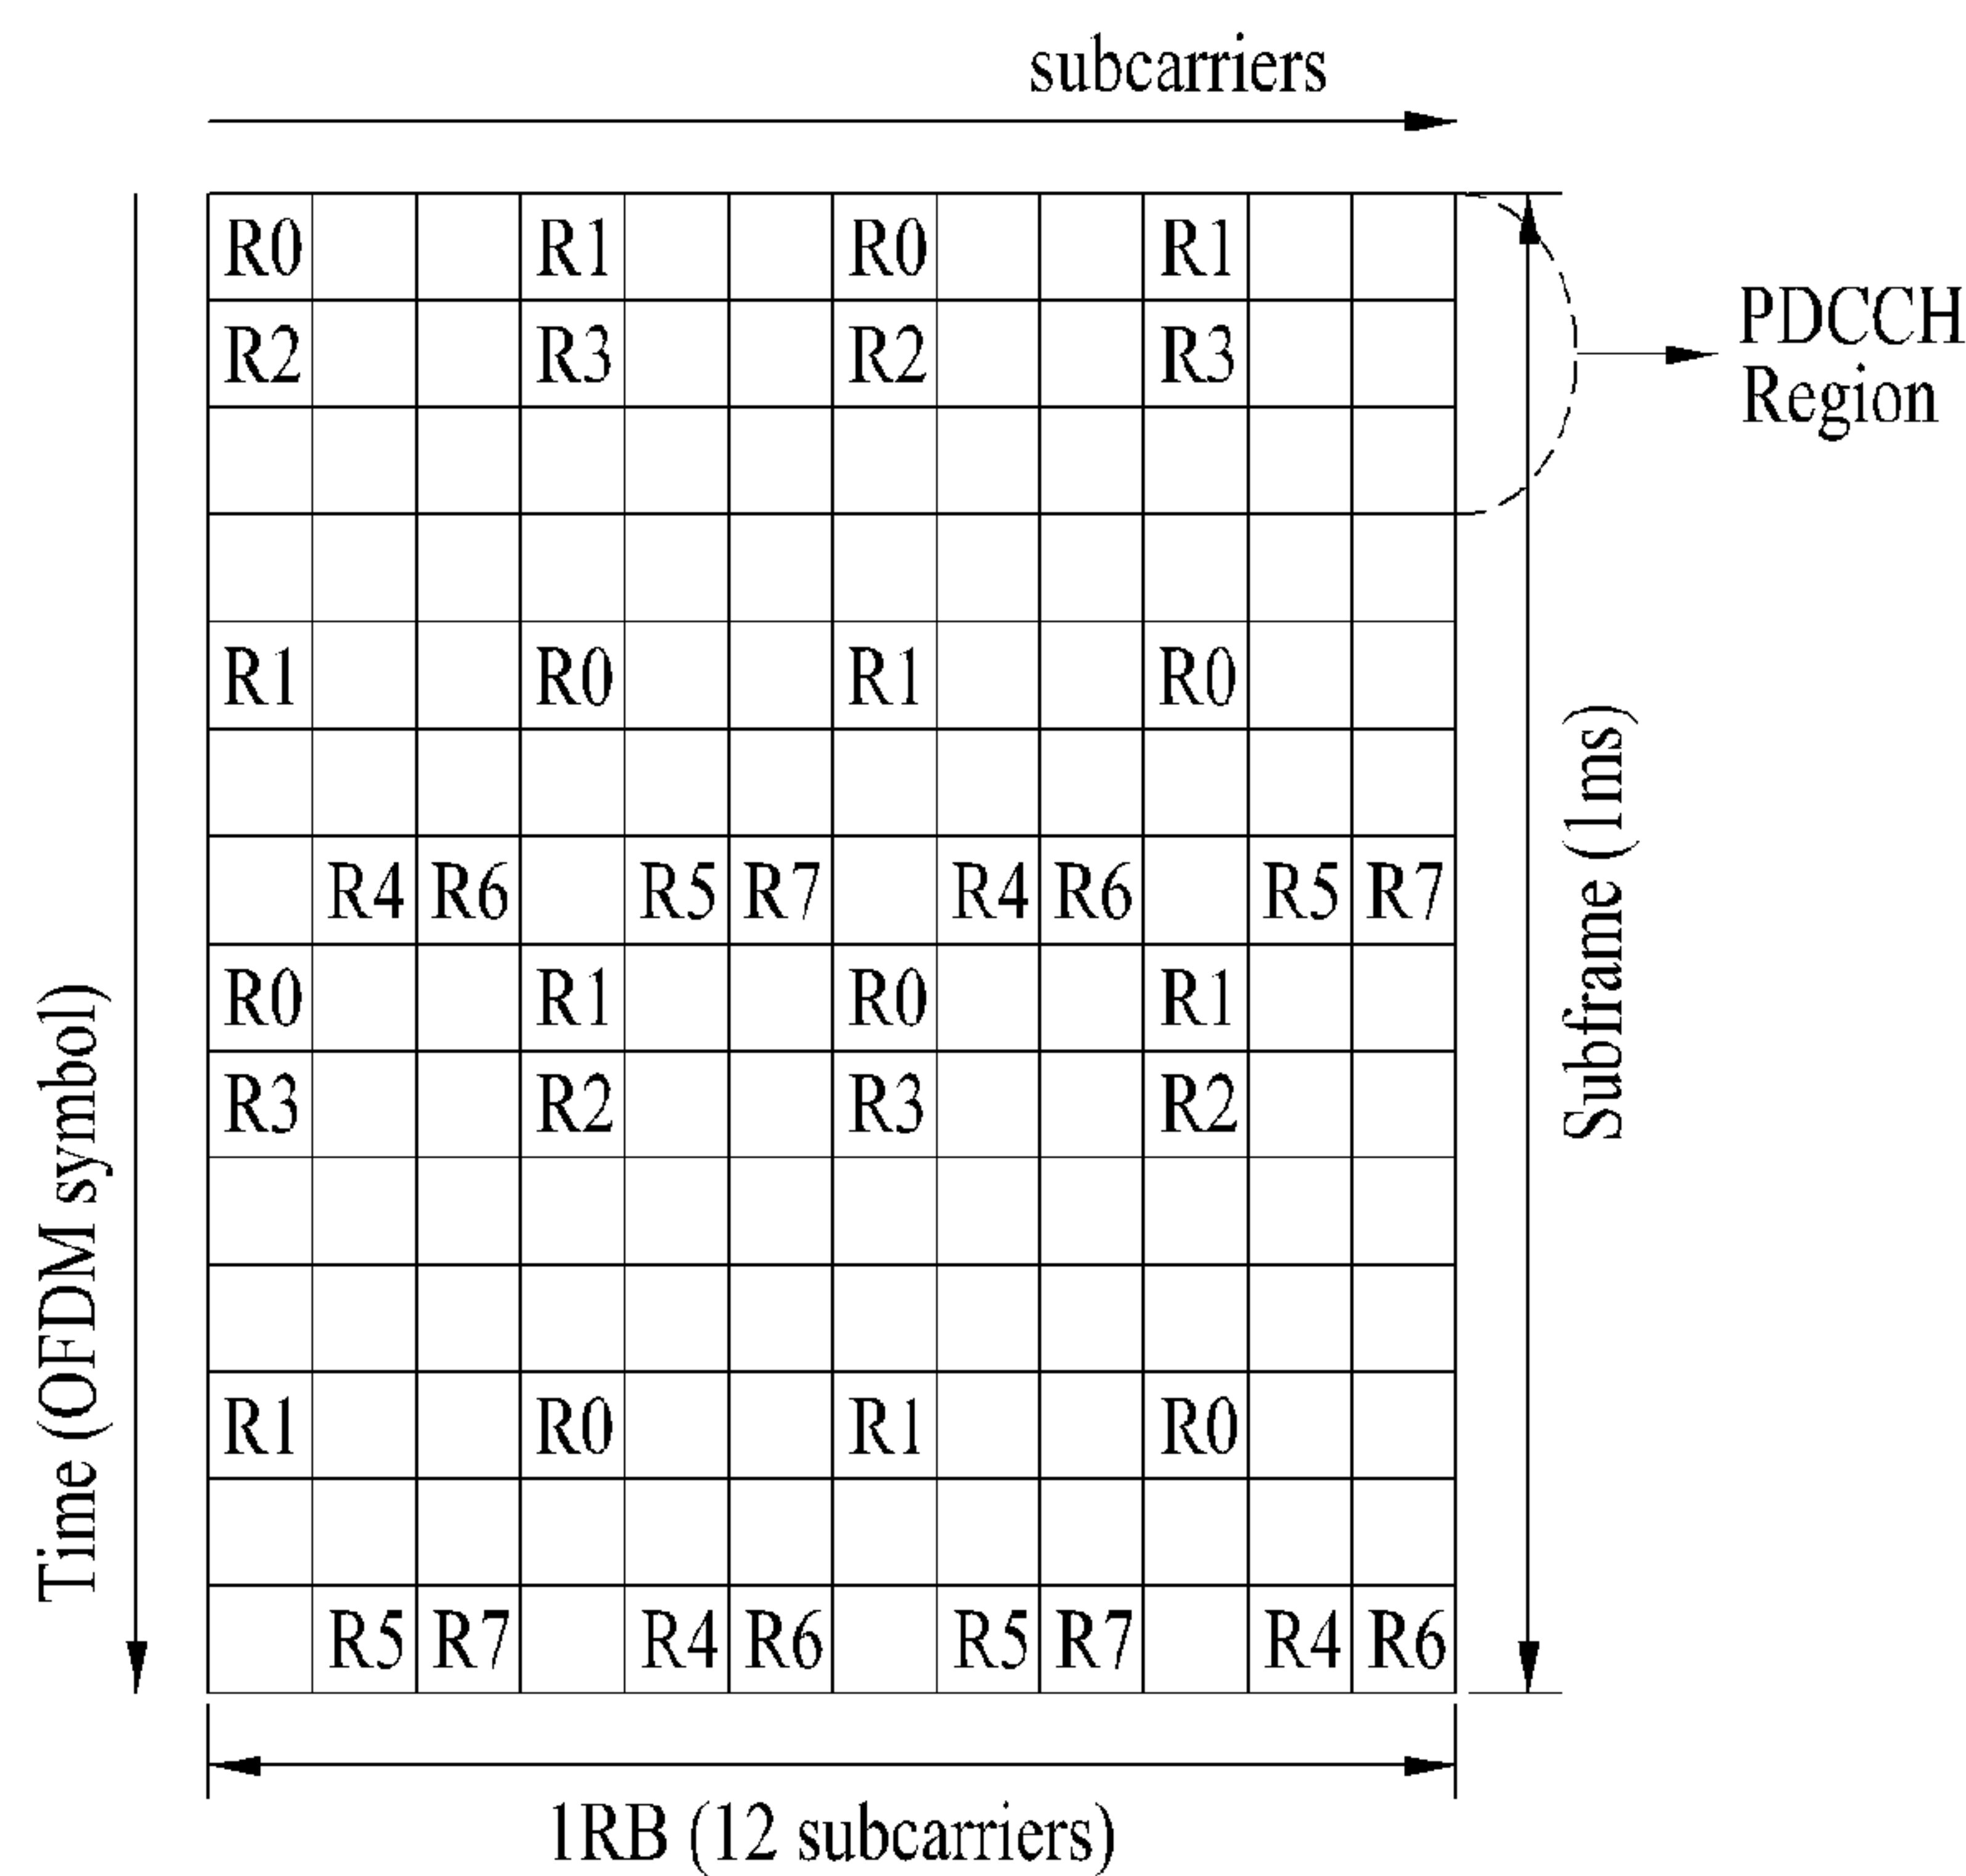 subcarriers
R0 R1 R0 R1
R2 R3 R2 R3
PDCCH
Region
R1 R0 R1 R0
R4 R6 R5 R7 R4 R6 R5 R7
R0 R1 R0 R1
R3 R2 R3 R2
R1 R0 R1 R0
R5 R7 R4 R6 R5 R7 R4 R6
Time (OFDM symbol)
Subframe (1ms)
1RB (12 subcarriers)